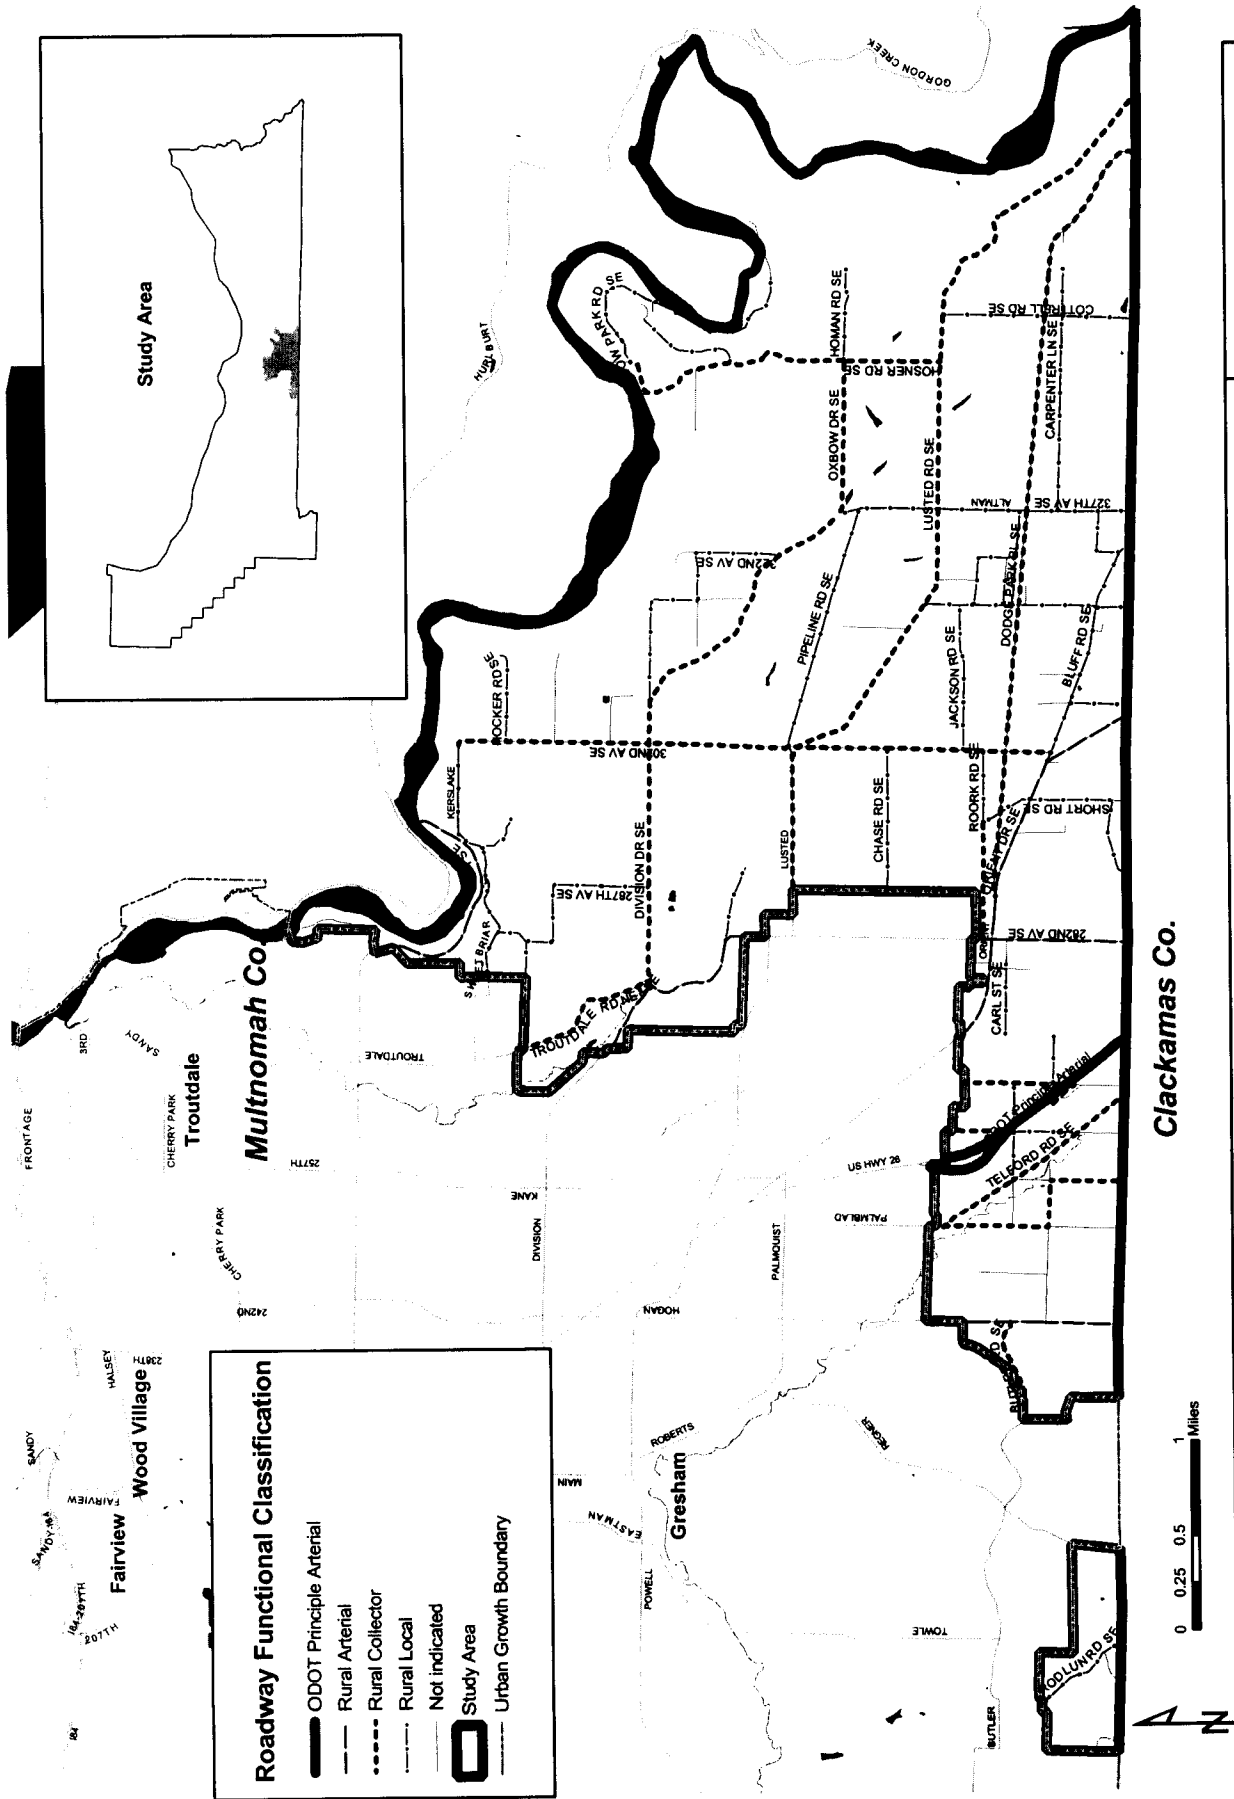 Study Area
GORDON CREEK
HURLBURT
HOMAN RD SE
OXBOW DR SE
HOSNER RD SE
COTTRELL RD SE
CARPENTER LN SE
LUSTED RD SE
ALTMAN
327TH AV SE
322ND AV SE
PIPELINE RD SE
DODGE PARK BL SE
JACKSON RD SE
BLUFF RD SE
302ND AV SE
KERSLAKE
DIVISION DR SE
LUSTED
CHASE RD SE
ROORK RD SE
SHORT RD SE
ORIENT DR SE
287TH AV SE
282ND AV SE
CARL ST SE
TROUTDALE RD NE
SE
Multnomah Co.
Clackamas Co.
3RD
SANDY
FRONTAGE
CHERRY PARK
Troutdale
TROUTDALE
257TH
KANE
CHERRY PARK
242ND
DIVISION
US HWY 26
ODOT Principle Arterial
TELFORD RD SE
PALMBLAD
PALMQUIST
HOGAN
HALSEY
238TH
Wood Village
SANDY
FAIRVIEW
Fairview
207TH
I84
ROBERTS
REGNER
MAIN
EASTMAN
Gresham
POWELL
TOWLE
BUTLER
Roadway Functional Classification
ODOT Principle Arterial
Rural Arterial
Rural Collector
Rural Local
Not indicated
Study Area
Urban Growth Boundary
0 0.25 0.5 1
Miles
N